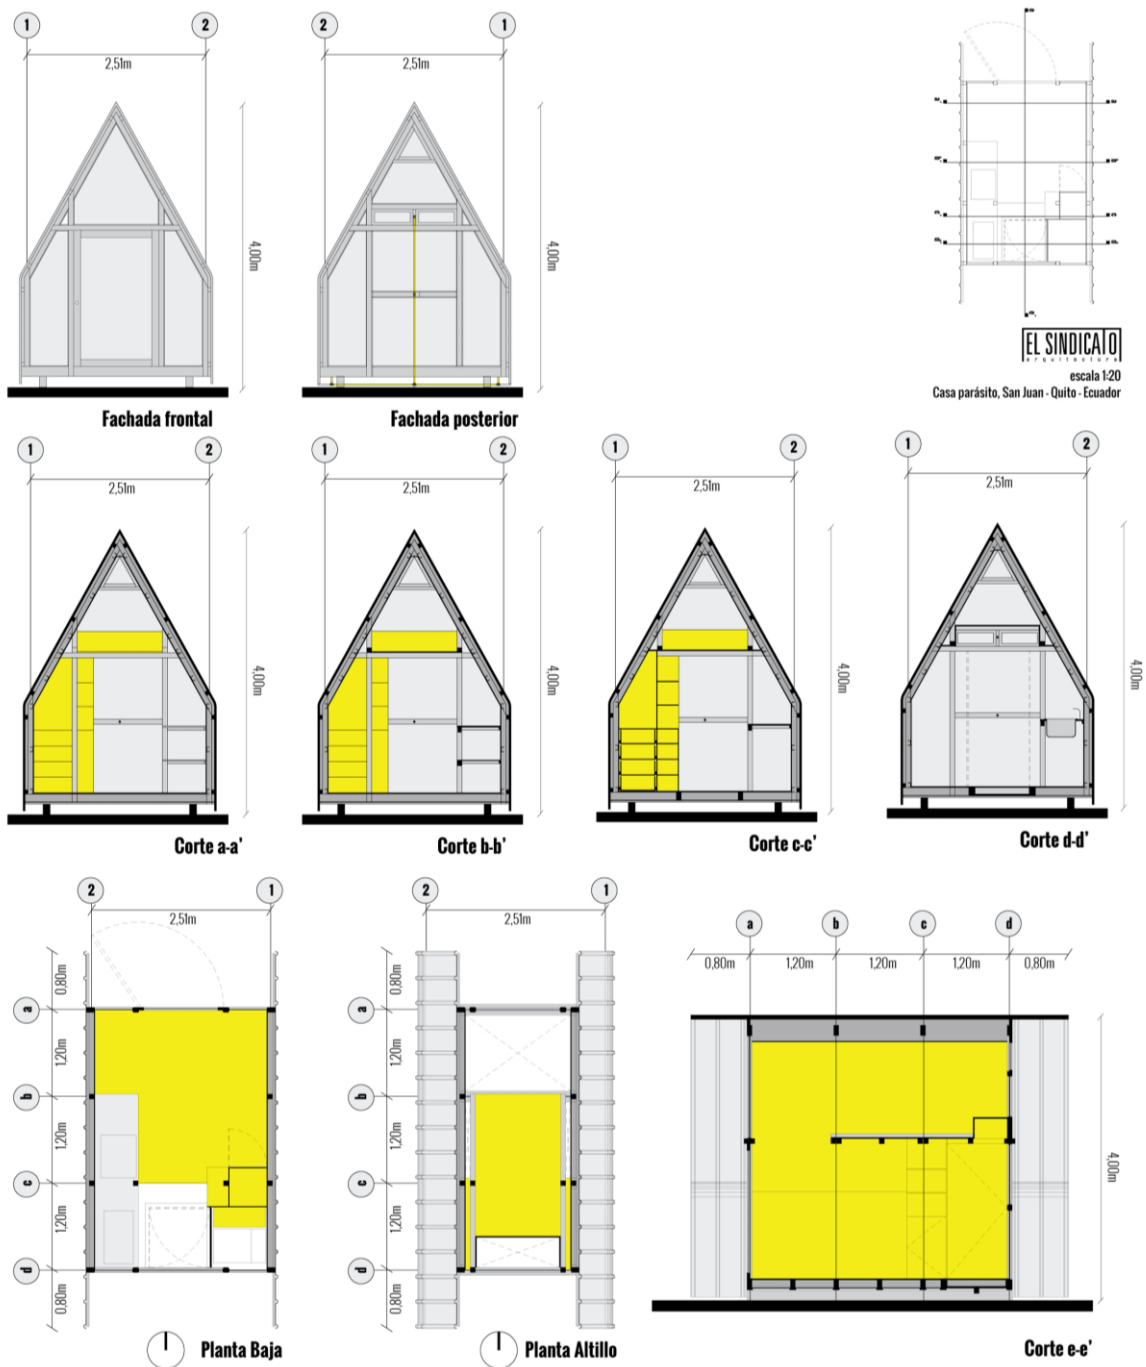 1
2
2,51m
4,00m
Fachada frontal
2
1
2,51m
4,00m
Fachada posterior
EL SINDICATO
arquitectura
escala 1:20
Casa parásito, San Juan - Quito - Ecuador
1
2
2,51m
4,00m
Corte a-a'
1
2
2,51m
4,00m
Corte b-b'
1
2
2,51m
4,00m
Corte c-c'
1
2
2,51m
4,00m
Corte d-d'
2
1
2,51m
0,80m
a
1,20m
b
1,20m
c
1,20m
d
0,80m
Planta Baja
2
1
2,51m
0,80m
a
1,20m
b
1,20m
c
1,20m
d
0,80m
Planta Altillo
a
b
c
d
0,80m
1,20m
1,20m
1,20m
0,80m
4,00m
Corte e-e'